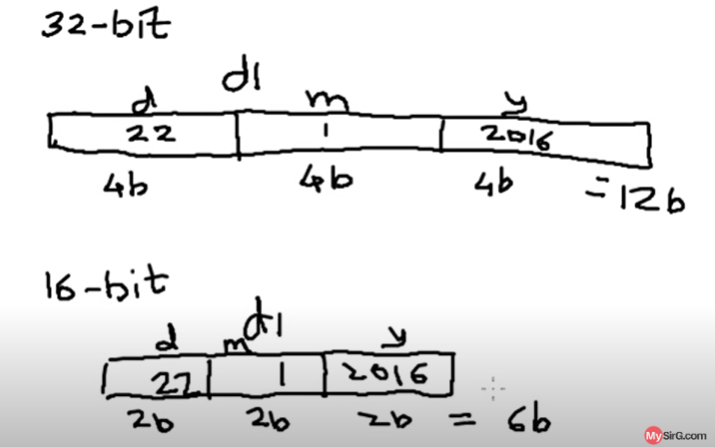 32-bit
d1
d m y
22 1 2016
4b 4b 4b = 12b
16-bit
d1
d m y
22 1 2016
2b 2b 2b = 6b
MySirG.com